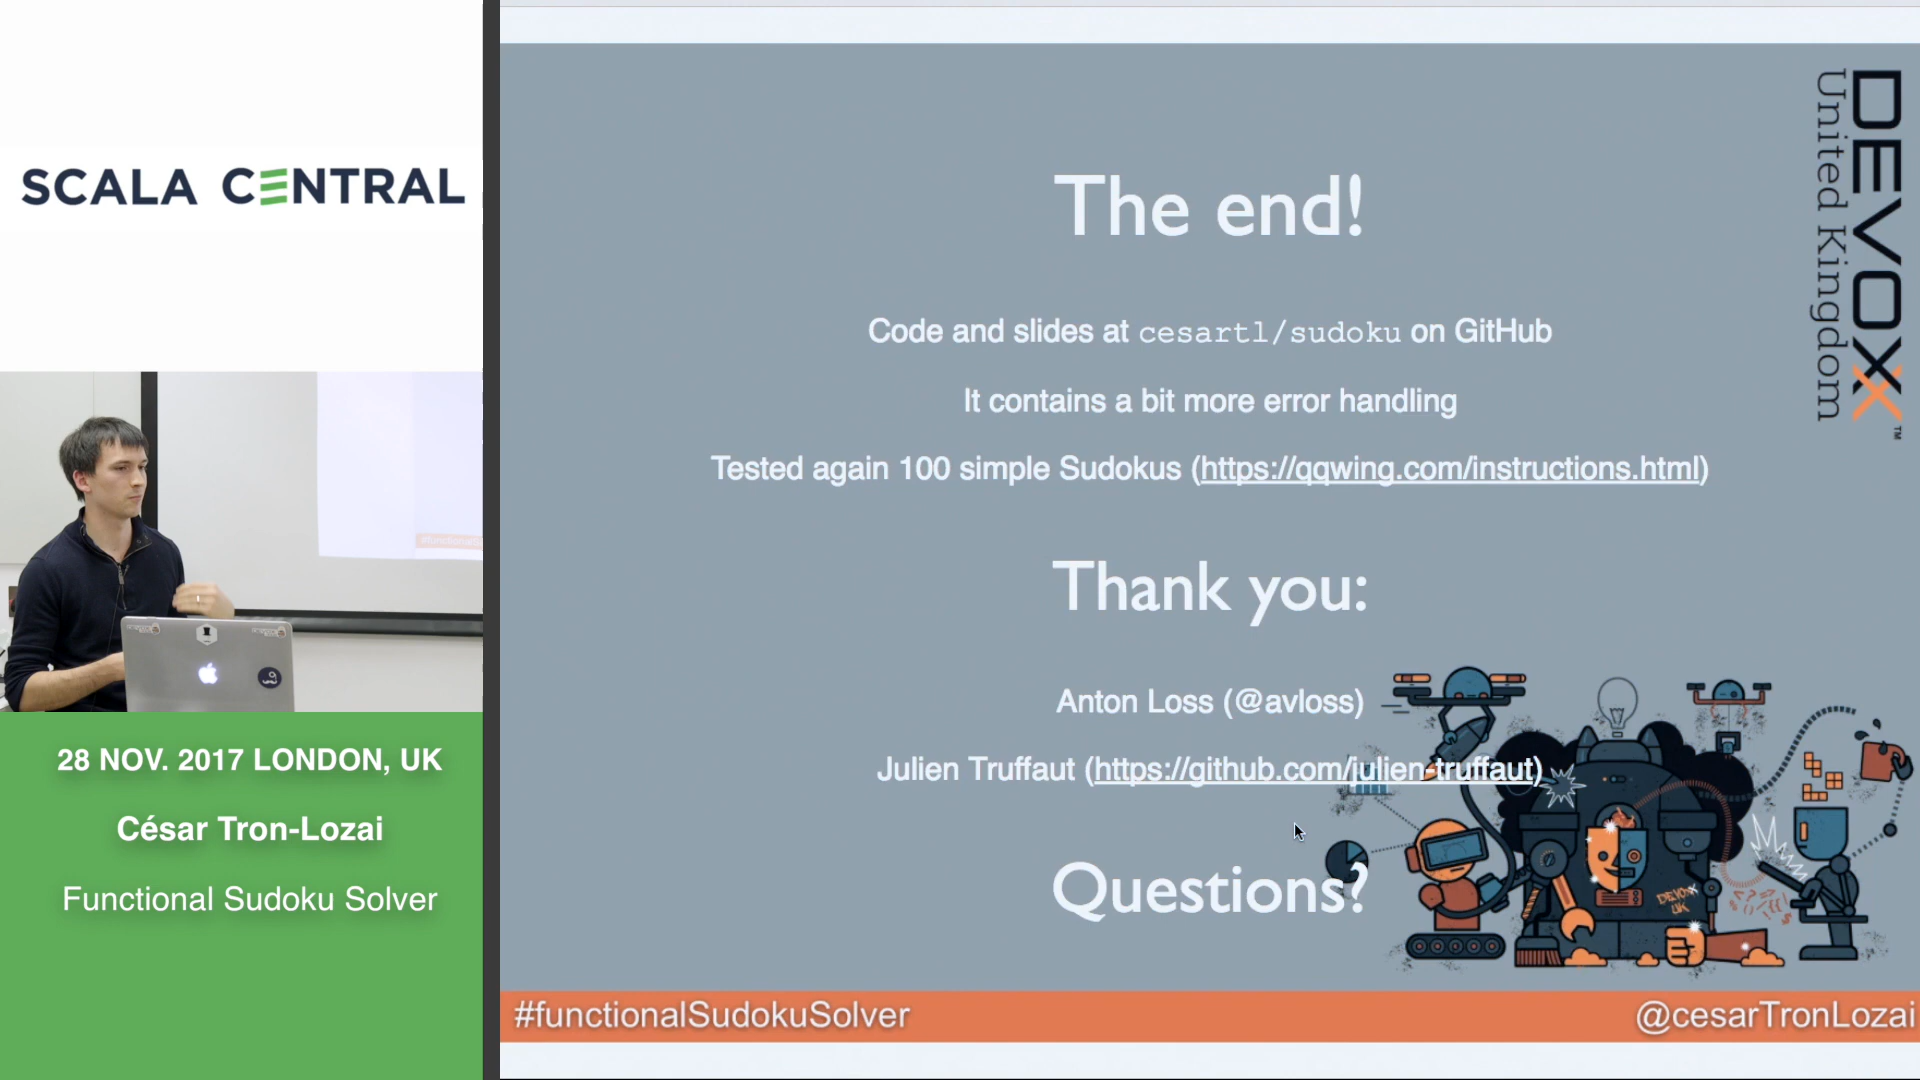 SCALA CENTRAL
28 NOV. 2017 LONDON, UK
César Tron-Lozai
Functional Sudoku Solver
The end!
Code and slides at cesartl/sudoku on GitHub
It contains a bit more error handling
Tested again 100 simple Sudokus (https://qqwing.com/instructions.html)
Thank you:
Anton Loss (@avloss)
Julien Truffaut (https://github.com/julien-truffaut)
Questions?
DEVOXX™
United Kingdom
DEVOXX
UK
#functionalSudokuSolver
@cesarTronLozai